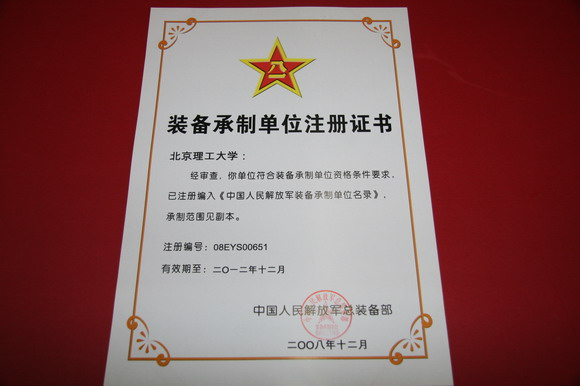 装备承制单位注册证书
北京理工大学：
经审查，你单位符合装备承制单位资格条件要求，
已注册编入《中国人民解放军装备承制单位名录》，
承制范围见副本。
注册编号：08EYS00651
有效期至：二〇一二年十二月
中国人民解放军总装备部
二〇〇八年十二月